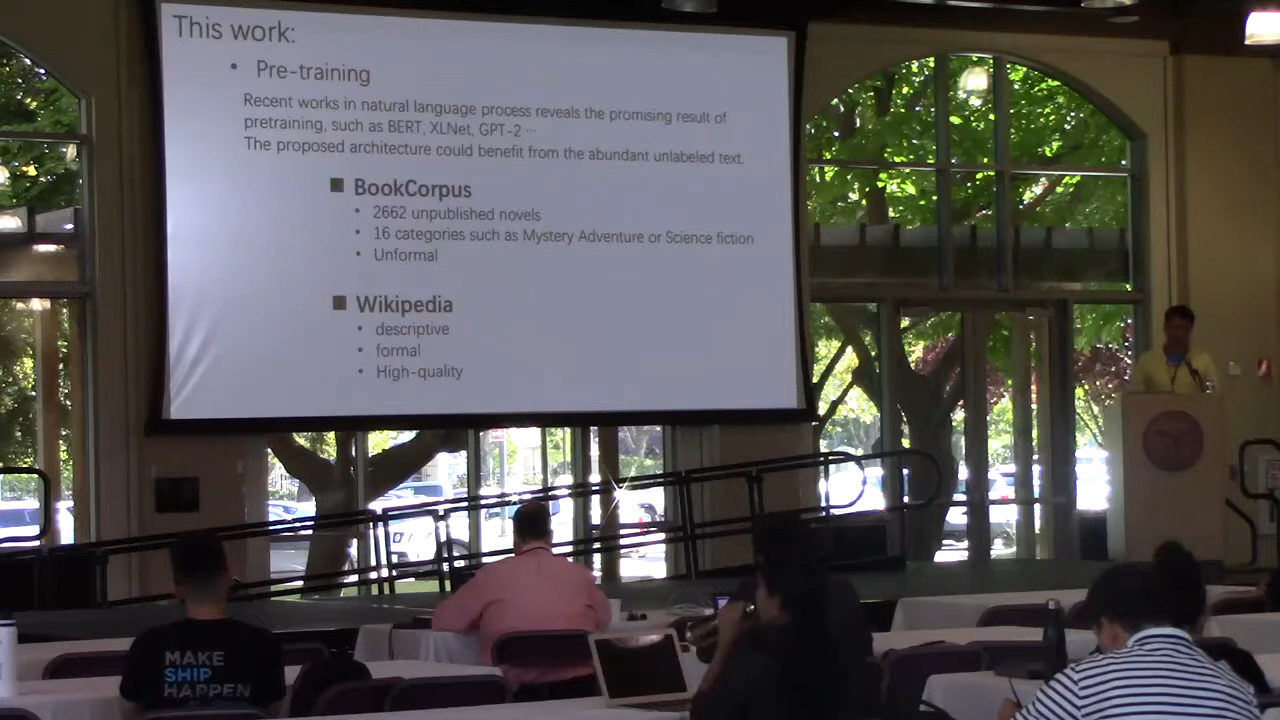 This work:
• Pre-training
Recent works in natural language process reveals the promising result of
pretraining, such as BERT, XLNet, GPT-2 ···
The proposed architecture could benefit from the abundant unlabeled text.
■ BookCorpus
• 2662 unpublished novels
• 16 categories such as Mystery Adventure or Science fiction
• Unformal
■ Wikipedia
• descriptive
• formal
• High-quality
MAKE
SHIP
HAPPEN